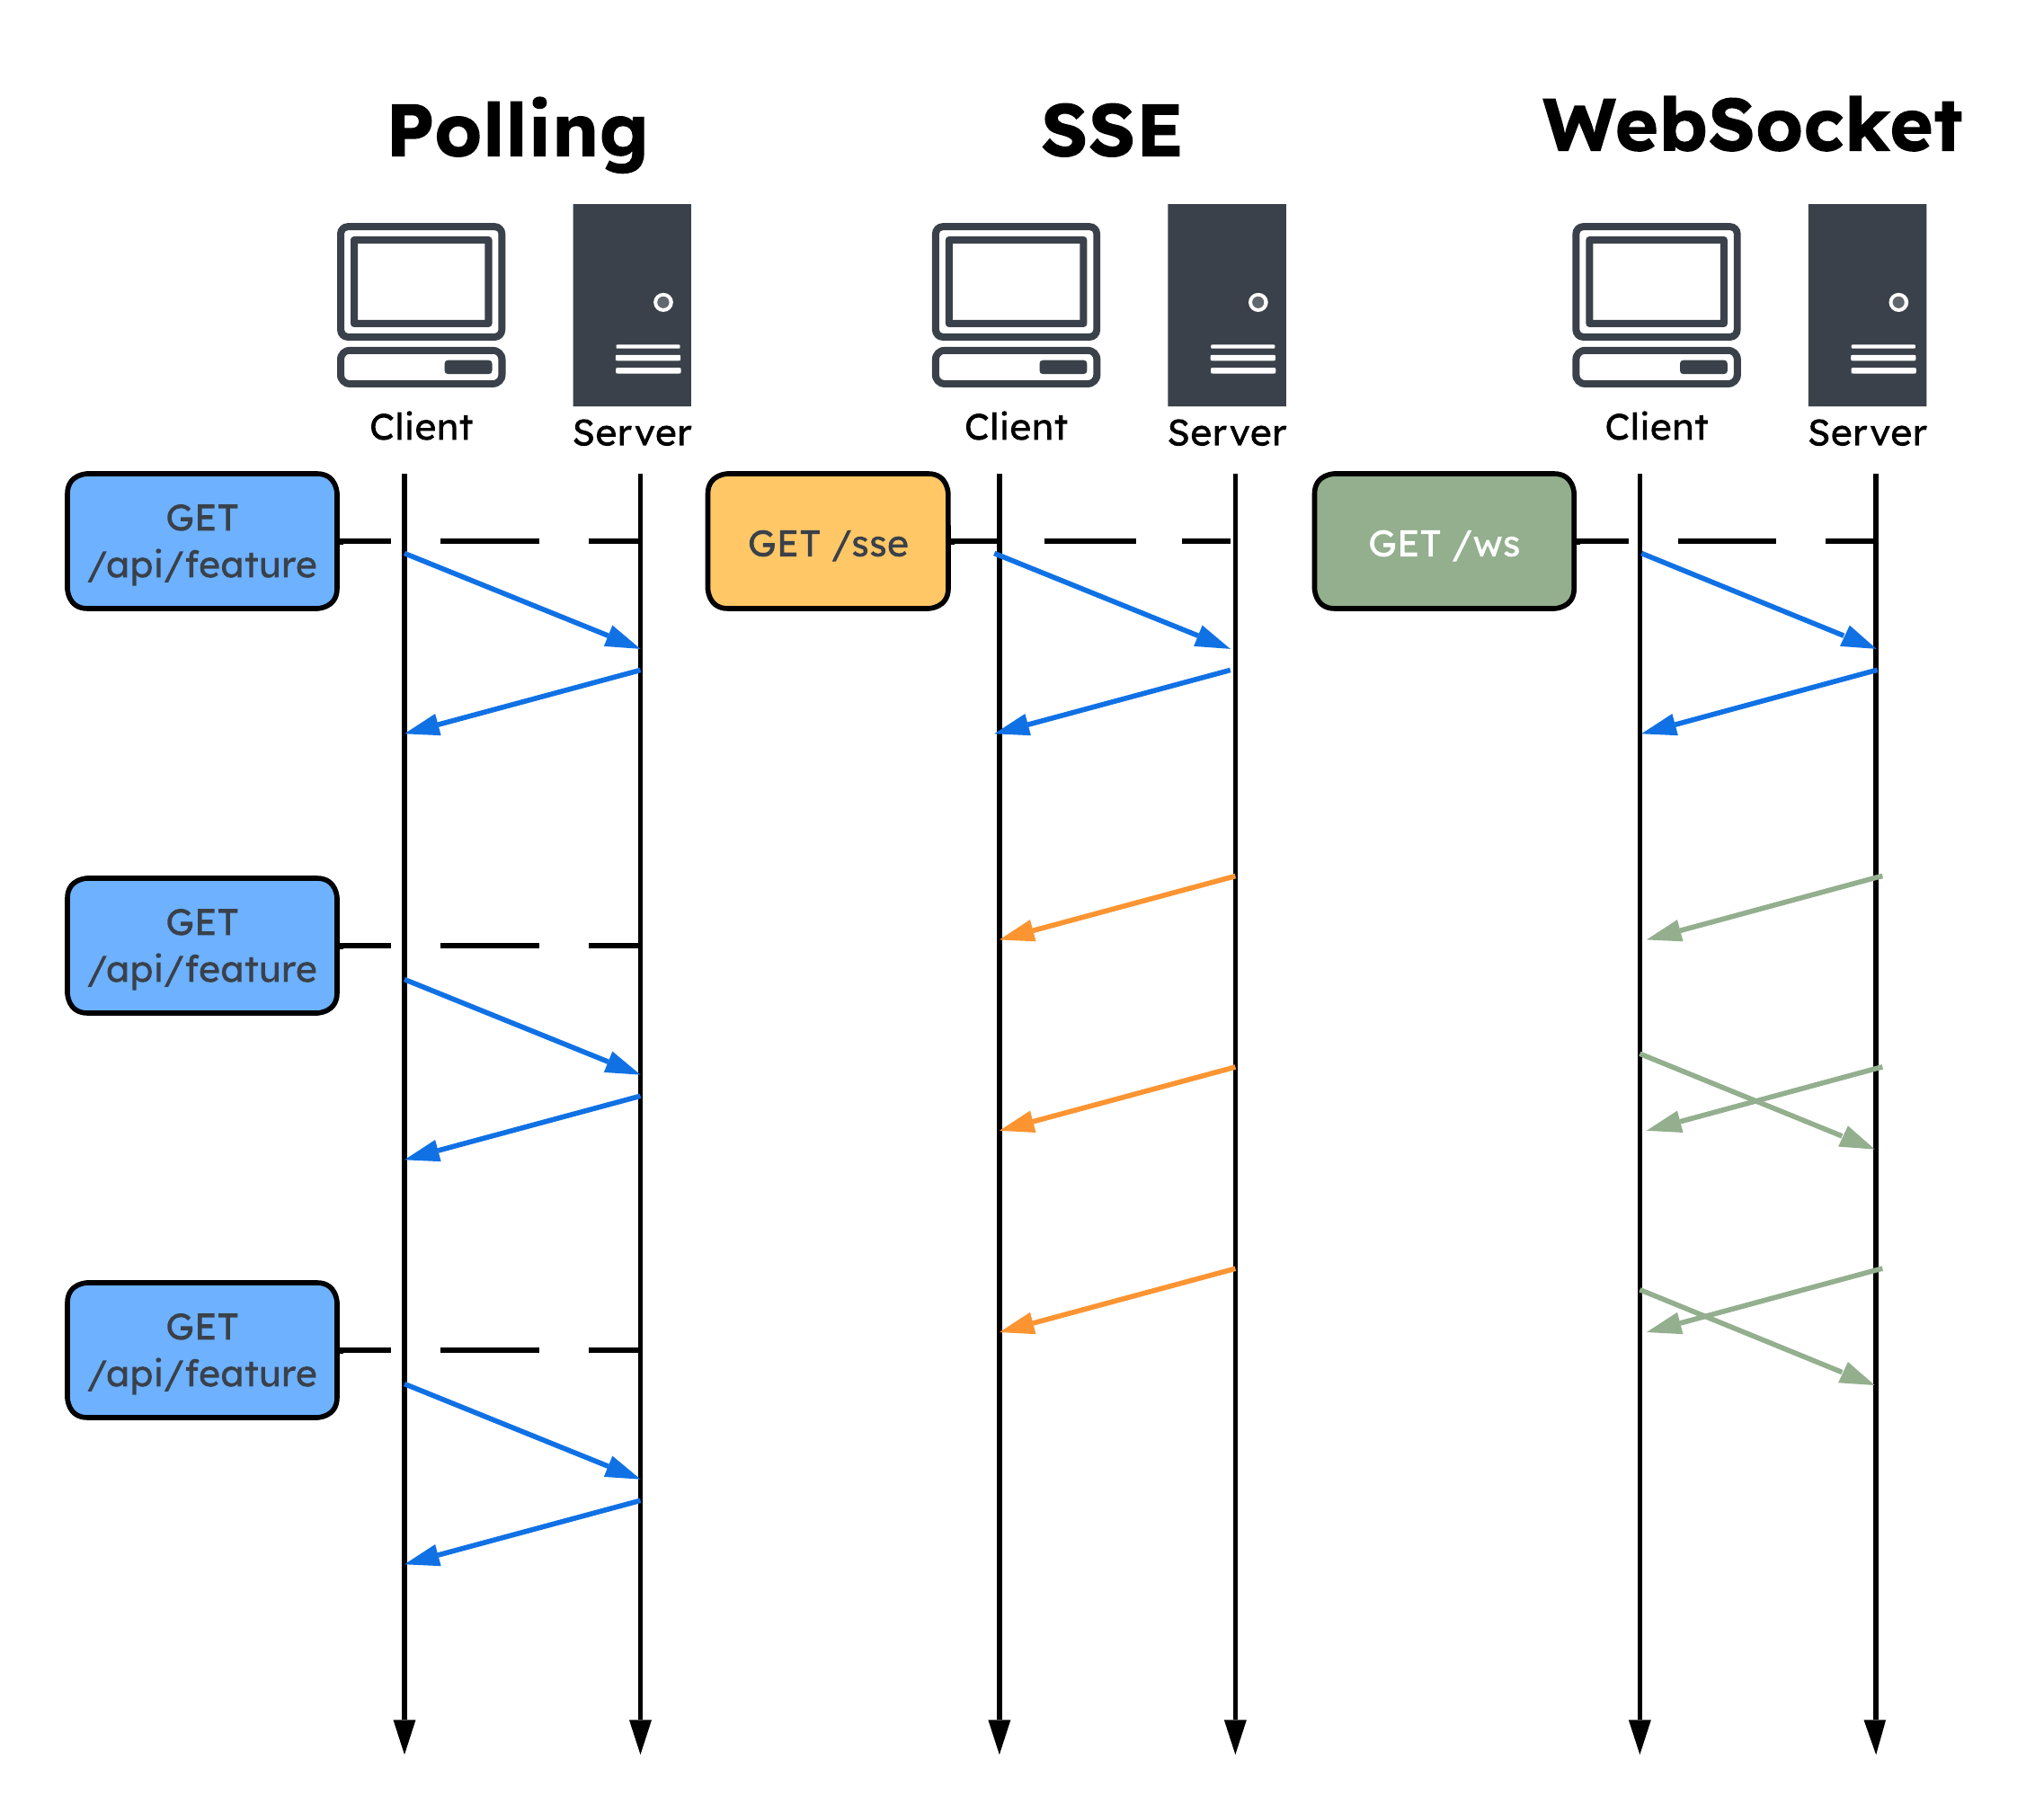 Polling
SSE
WebSocket
Client
Server
Client
Server
Client
Server
GET
/api/feature
GET /sse
GET /ws
GET
/api/feature
GET
/api/feature